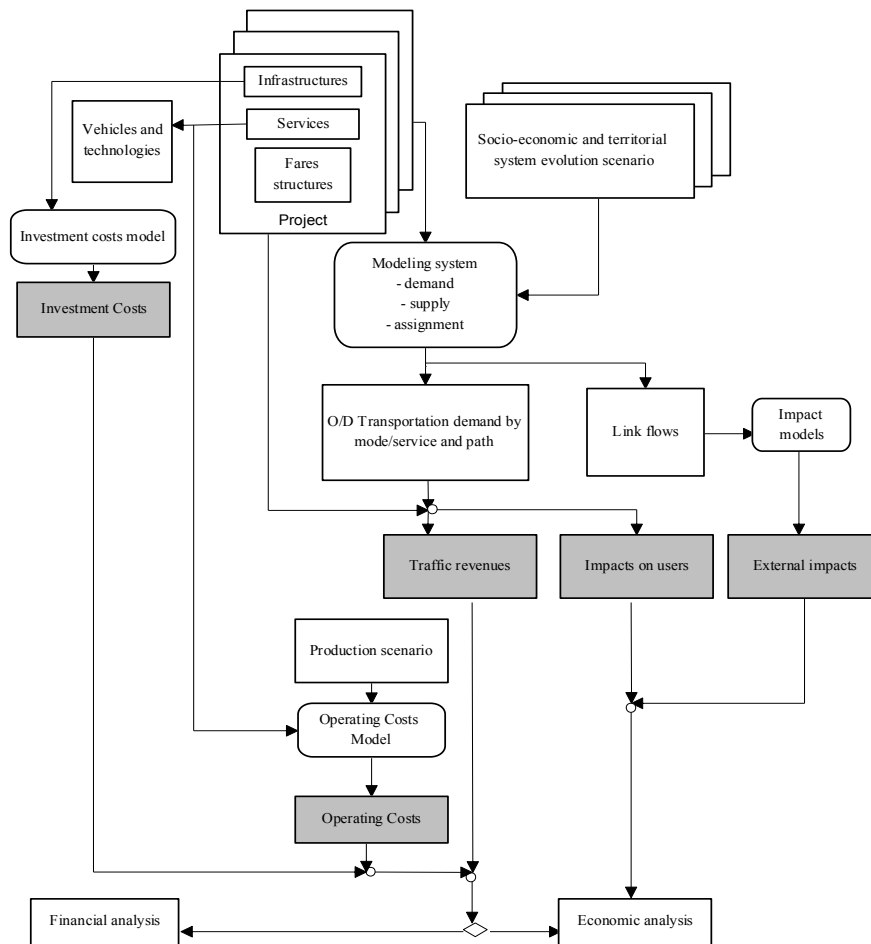 Infrastructures
Services
Fares
structures
Project
Vehicles and
technologies
Socio-economic and territorial
system evolution scenario
Investment costs model
Investment Costs
Modeling system
- demand
- supply
- assignment
O/D Transportation demand by
mode/service and path
Link flows
Impact
models
Traffic revenues
Impacts on users
External impacts
Production scenario
Operating Costs
Model
Operating Costs
Financial analysis
Economic analysis